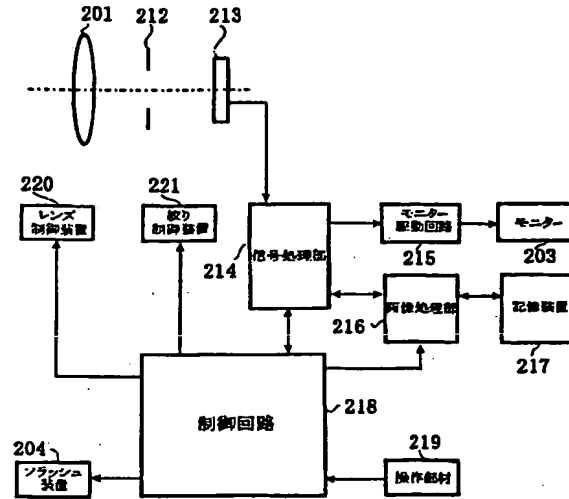 201
212
213
220
レンズ
制御装置
221
絞り
制御装置
214
信号処理部
モニター
駆動回路
215
モニター
203
216
画像処理部
記憶装置
217
制御回路
218
204
フラッシュ
装置
219
操作部材